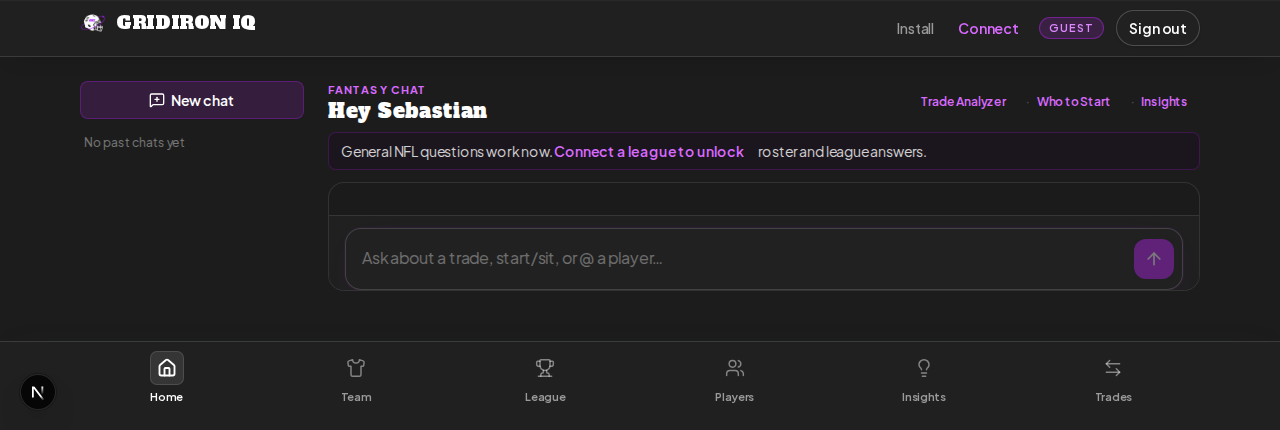 GRIDIRON IQ
Install
Connect
GUEST
Sign out
New chat
No past chats yet
FANTASY CHAT
Hey Sebastian
Trade Analyzer · Who to Start · Insights
General NFL questions work now. Connect a league to unlock roster and league answers.
Ask about a trade, start/sit, or @ a player...
N
Home
Team
League
Players
Insights
Trades